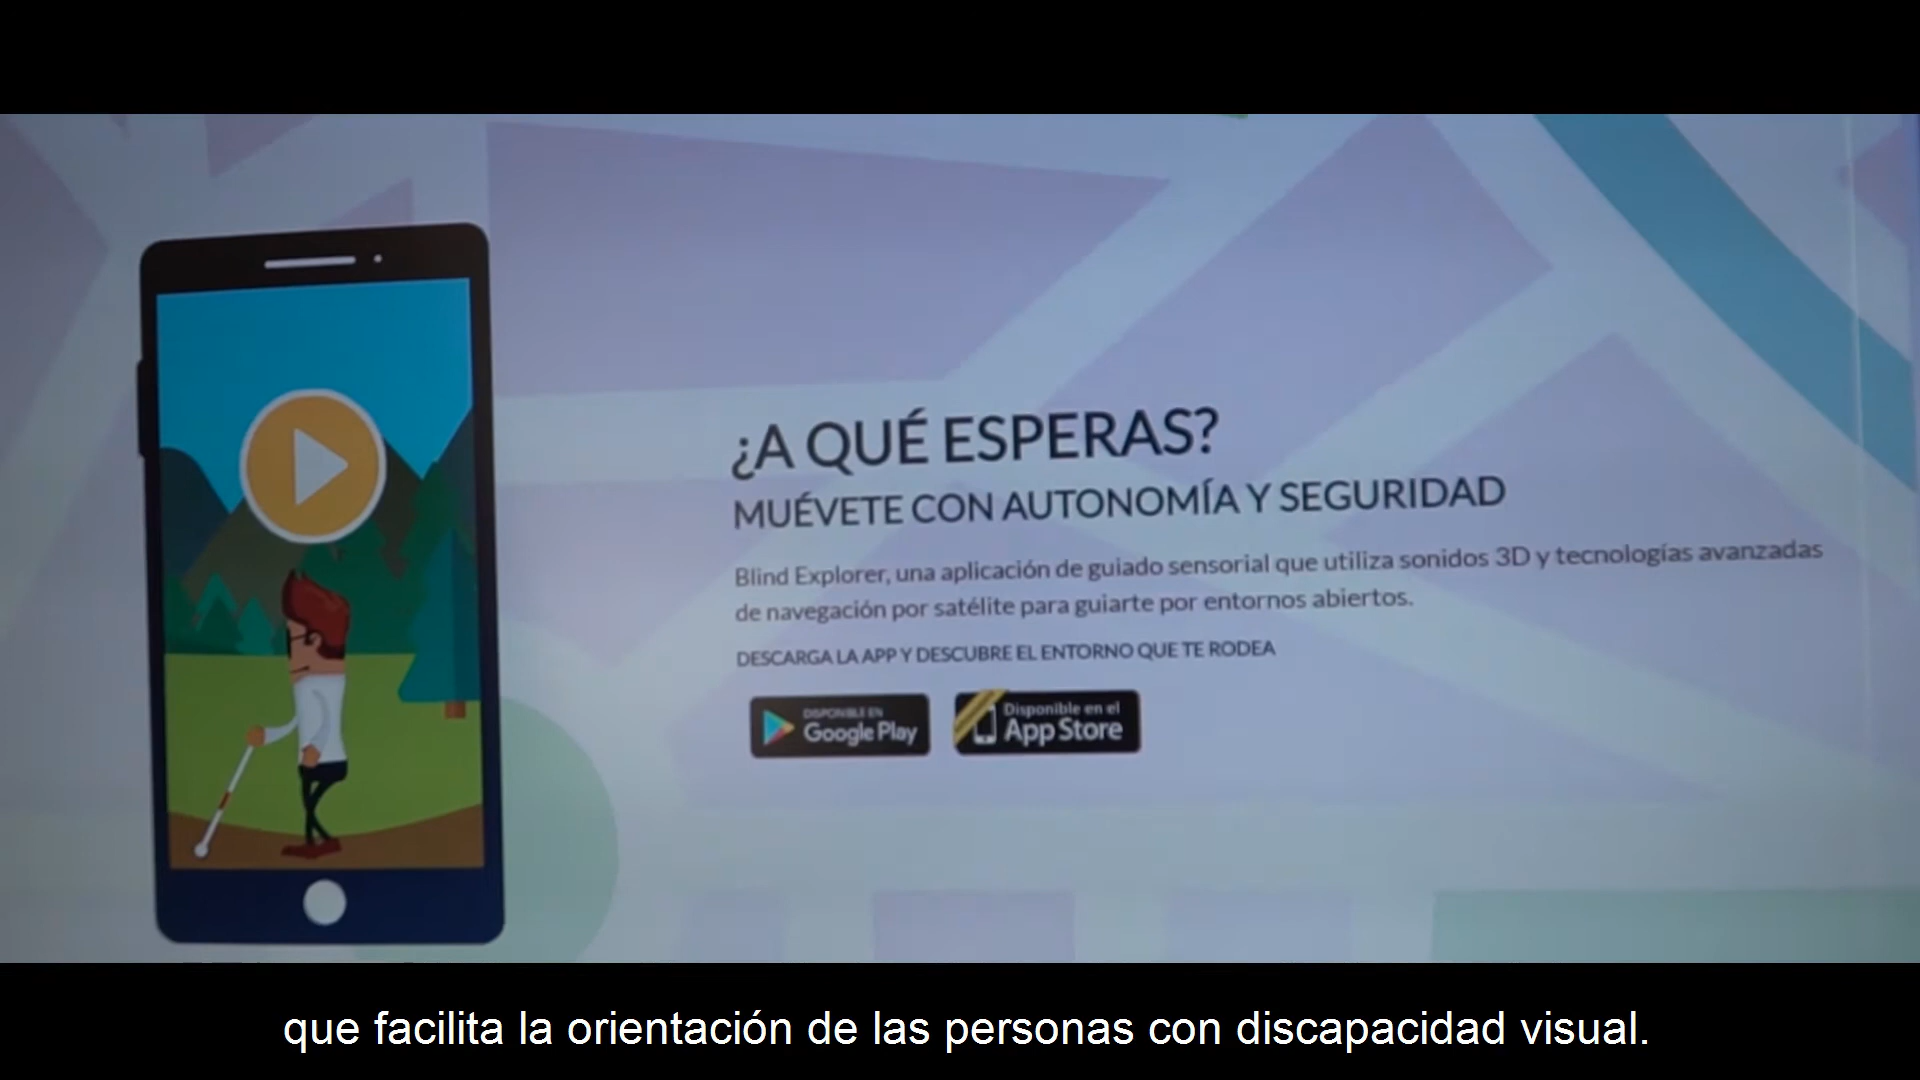 ¿A QUÉ ESPERAS?
MUÉVETE CON AUTONOMÍA Y SEGURIDAD
Blind Explorer, una aplicación de guiado sensorial que utiliza sonidos 3D y tecnologías avanzadas
de navegación por satélite para guiarte por entornos abiertos.
DESCARGA LA APP Y DESCUBRE EL ENTORNO QUE TE RODEA
DISPONIBLE EN
Google Play
Disponible en el
App Store
que facilita la orientación de las personas con discapacidad visual.